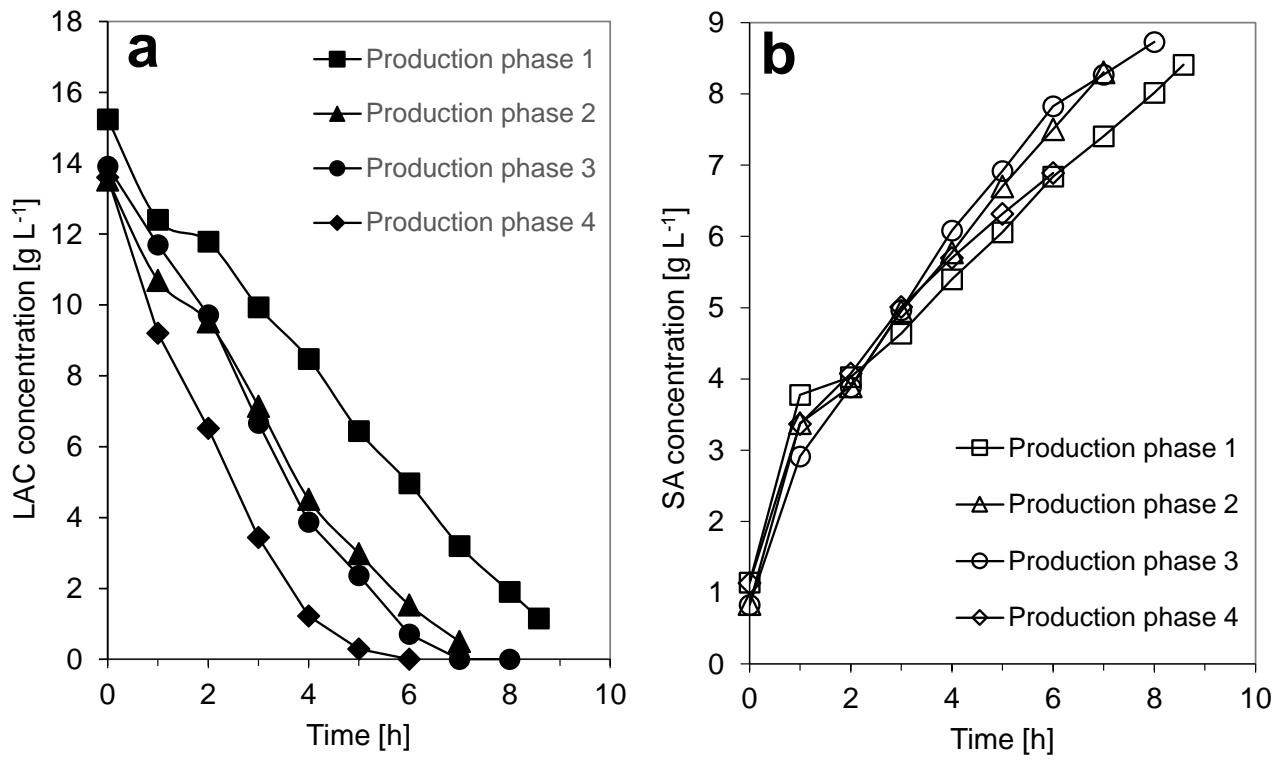 a
Production phase 1
Production phase 2
Production phase 3
Production phase 4
LAC concentration [g L-1]
18
16
14
12
10
8
6
4
2
0
0 2 4 6 8 10
Time [h]
b
SA concentration [g L-1]
9
8
7
6
5
4
3
2
1
0
Production phase 1
Production phase 2
Production phase 3
Production phase 4
0 2 4 6 8 10
Time [h]